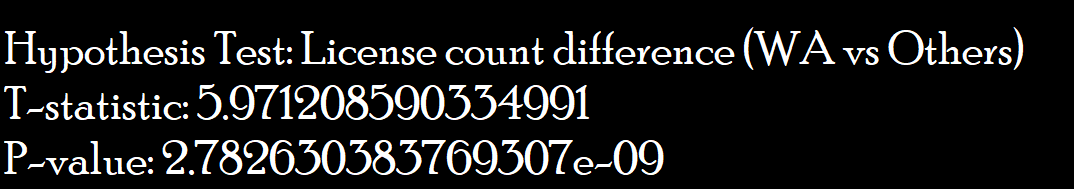 Hypothesis Test: License count difference (WA vs Others)
T-statistic: 5.971208590334991
P-value: 2.782630383769307e-09